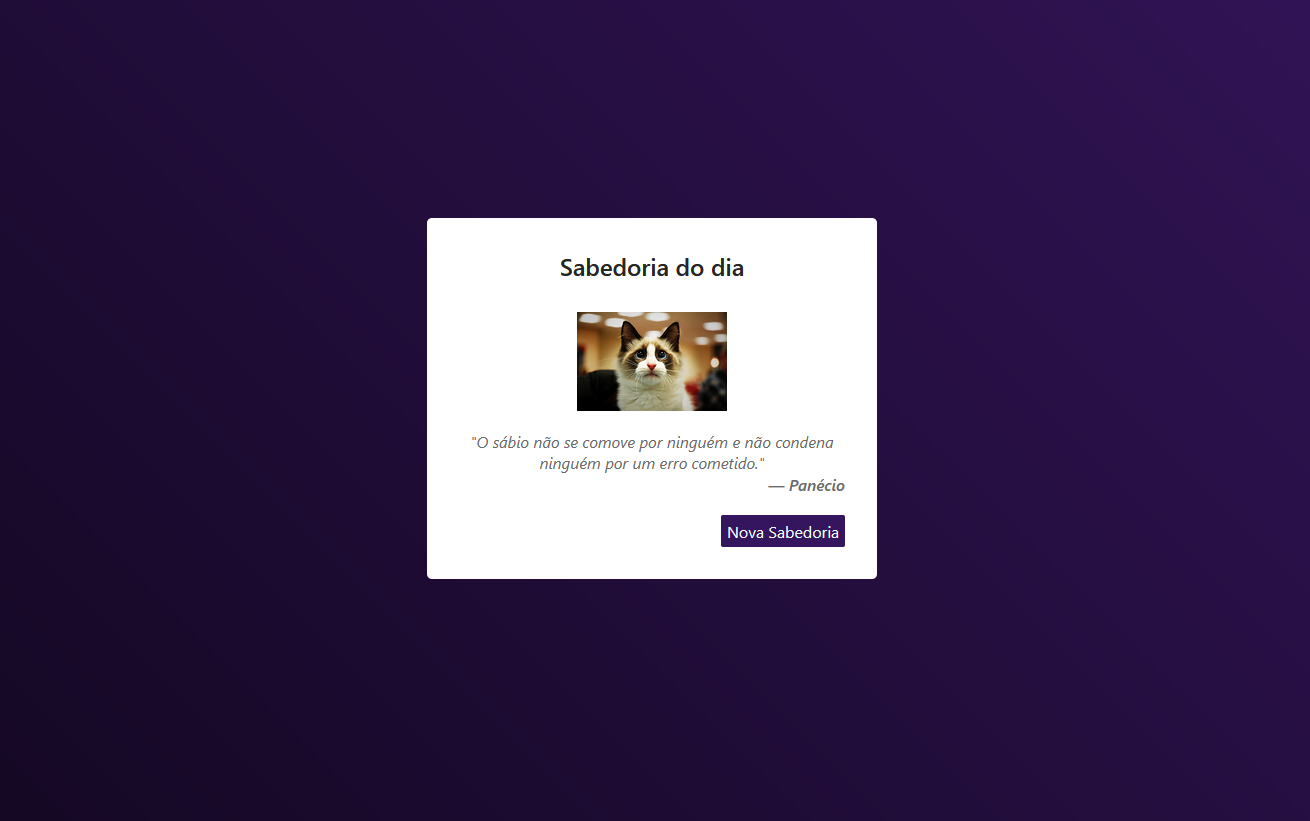 Sabedoria do dia
"O sábio não se comove por ninguém e não condena
ninguém por um erro cometido."
— Panécio
Nova Sabedoria